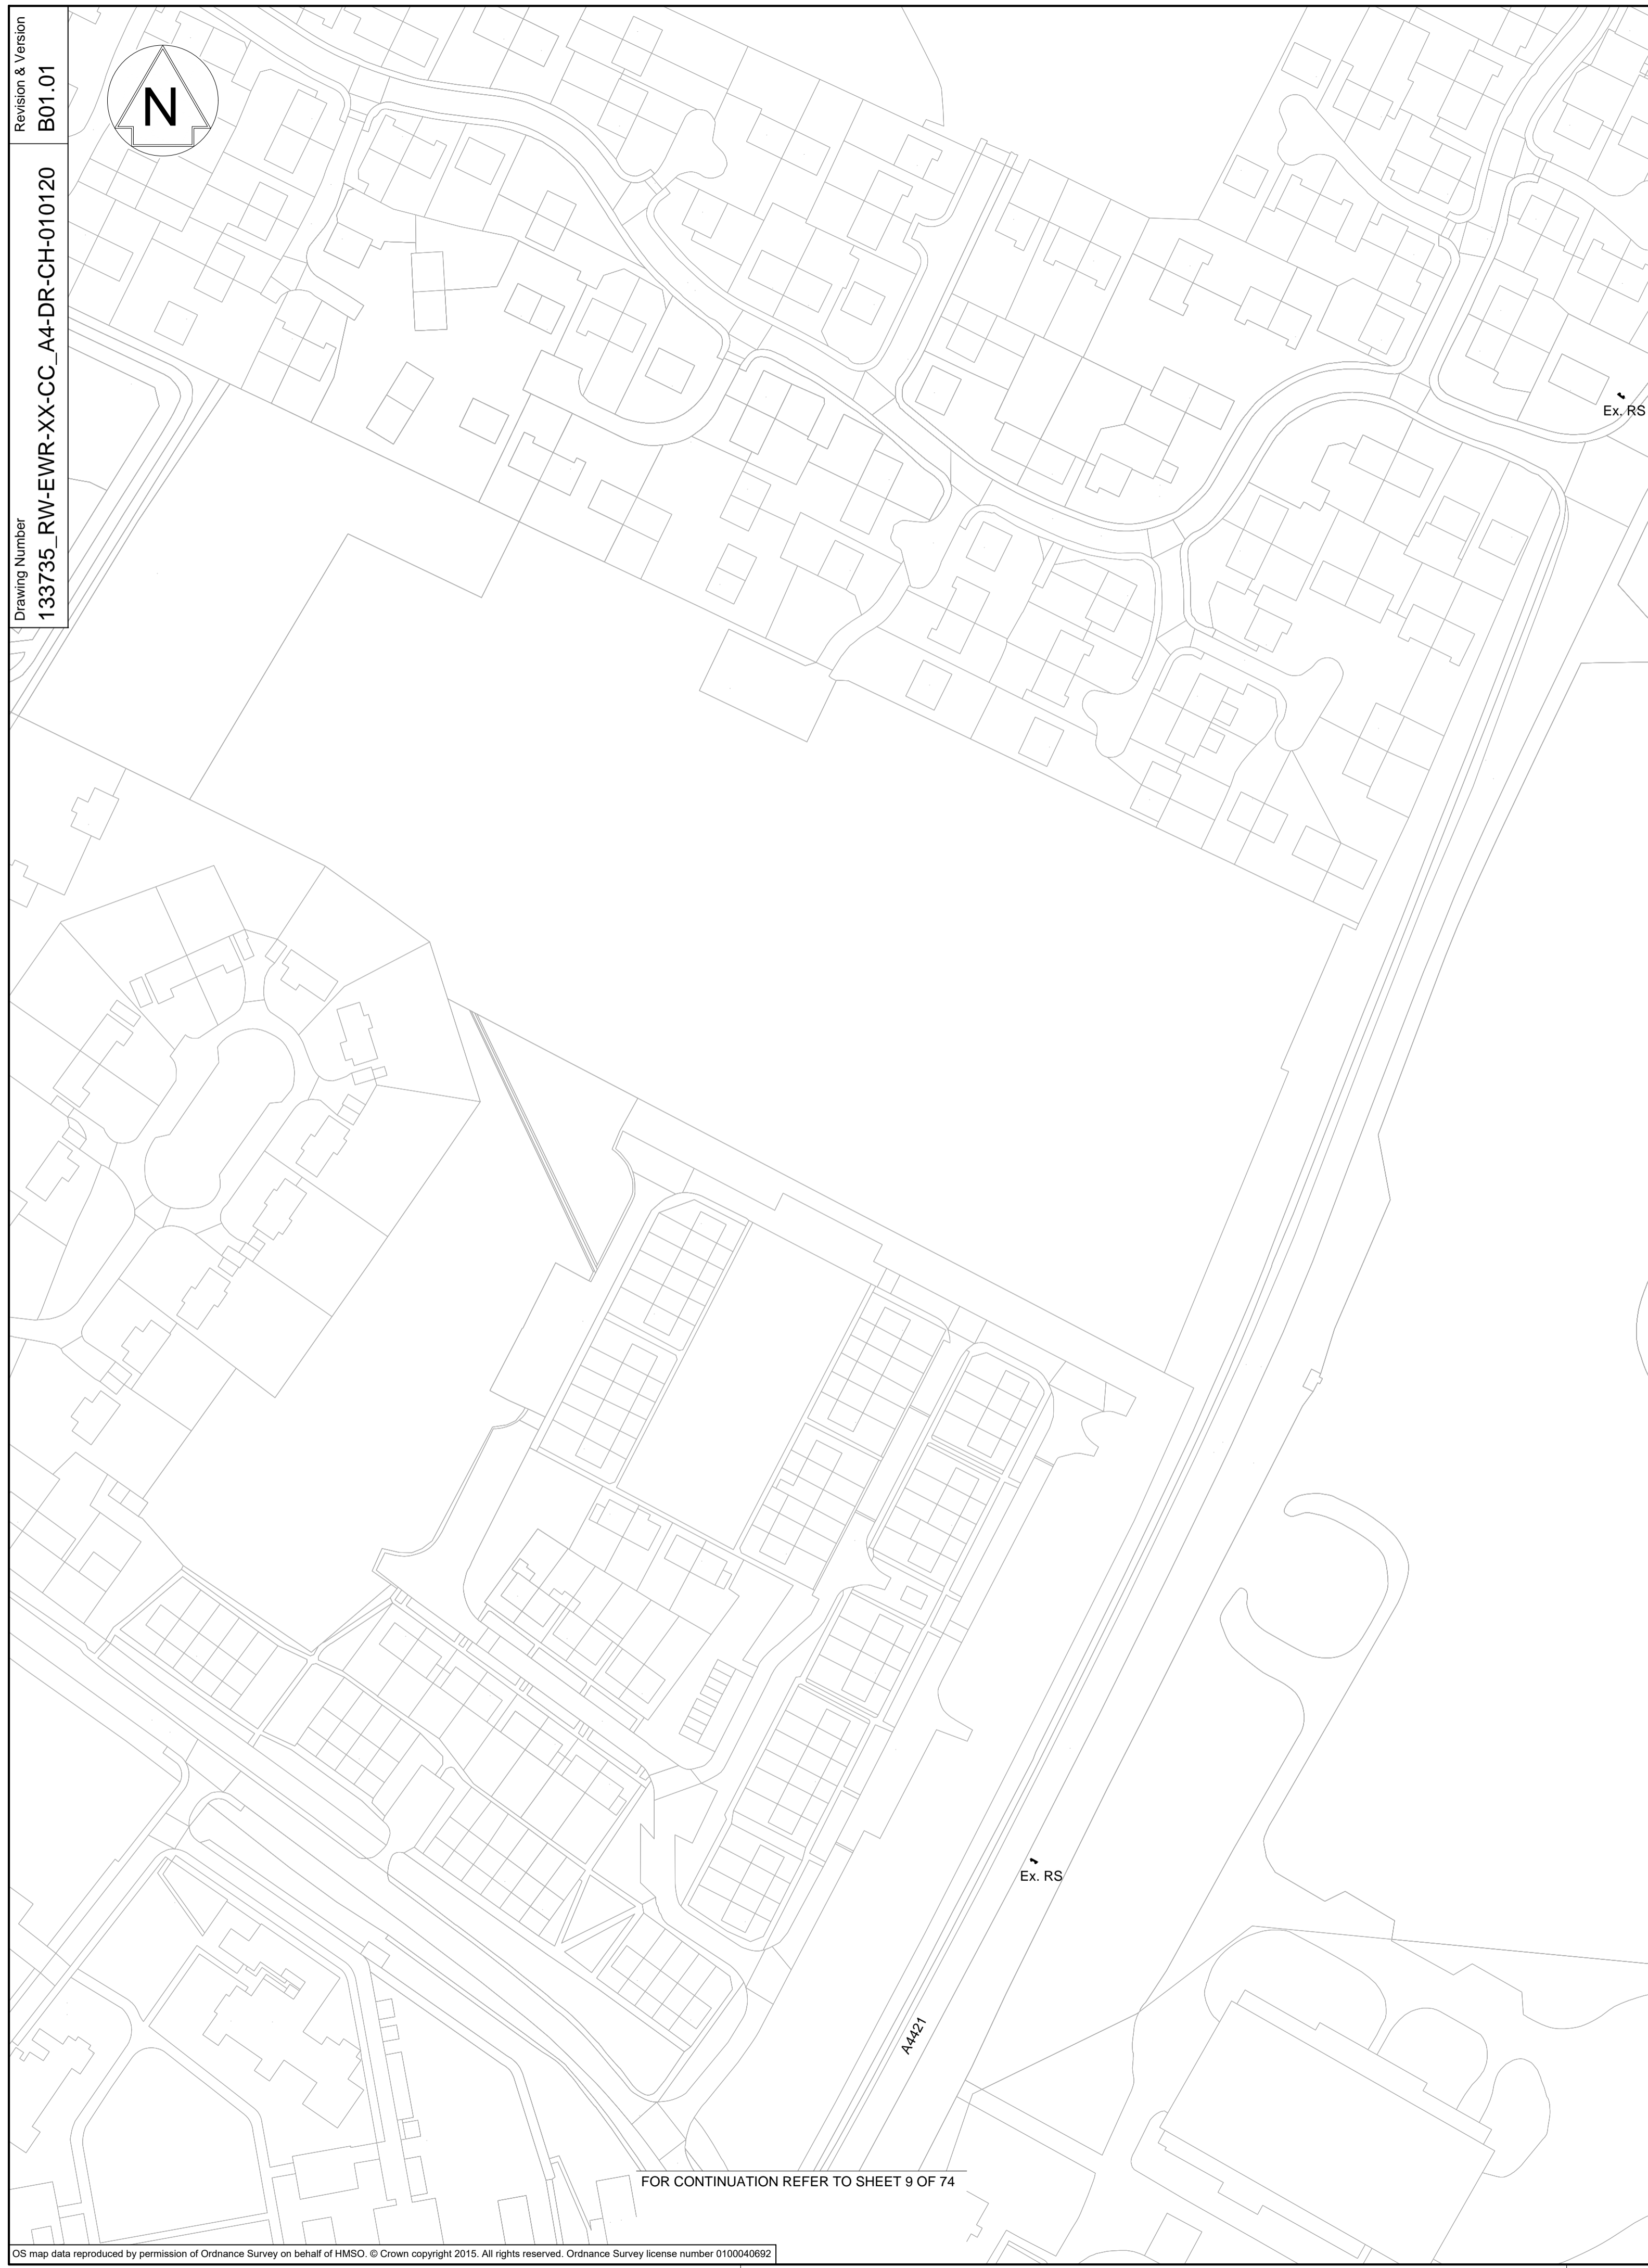 Revision & Version
B01.01
Drawing Number
133735_RW-EWR-XX-CC_A4-DR-CH-010120
N
Ex. RS
Ex. RS
A4421
FOR CONTINUATION REFER TO SHEET 9 OF 74
OS map data reproduced by permission of Ordnance Survey on behalf of HMSO. © Crown copyright 2015. All rights reserved. Ordnance Survey license number 0100040692